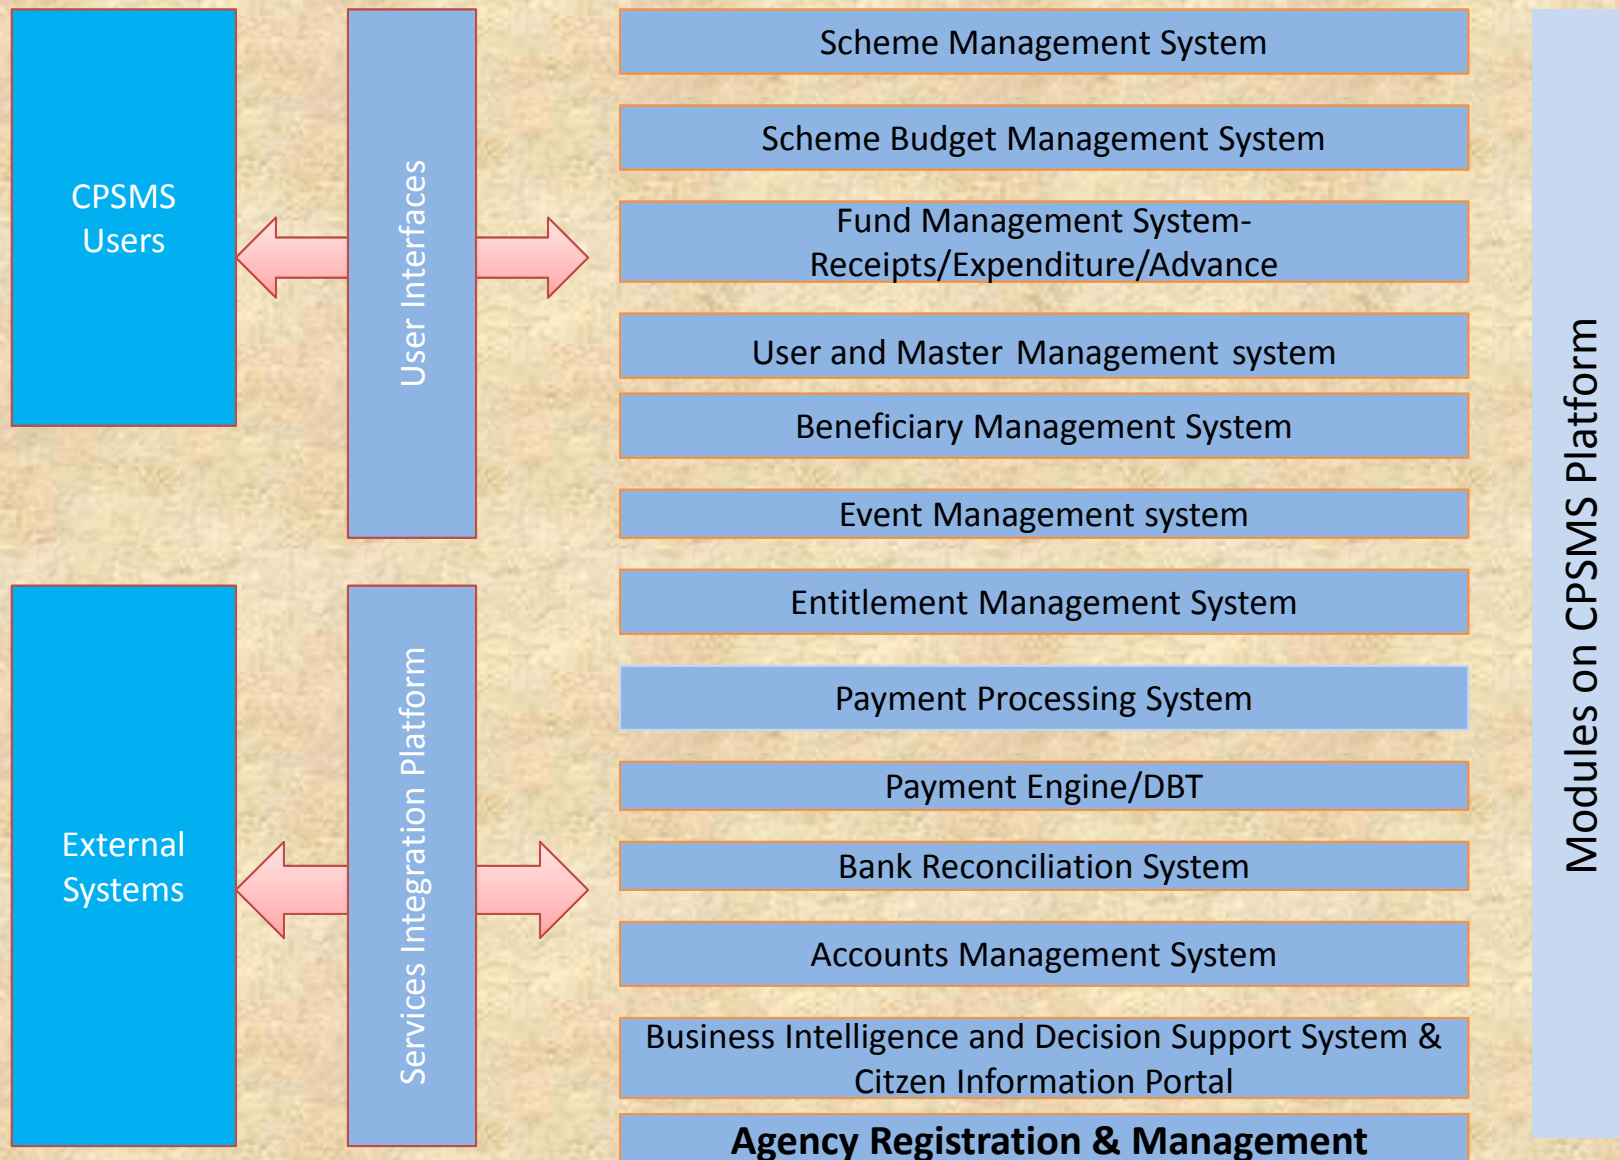 CPSMS
Users
User Interfaces
External
Systems
Services Integration Platform
Scheme Management System
Scheme Budget Management System
Fund Management System-
Receipts/Expenditure/Advance
User and Master Management system
Beneficiary Management System
Event Management system
Entitlement Management System
Payment Processing System
Payment Engine/DBT
Bank Reconciliation System
Accounts Management System
Business Intelligence and Decision Support System &
Citzen Information Portal
Agency Registration & Management
Modules on CPSMS Platform